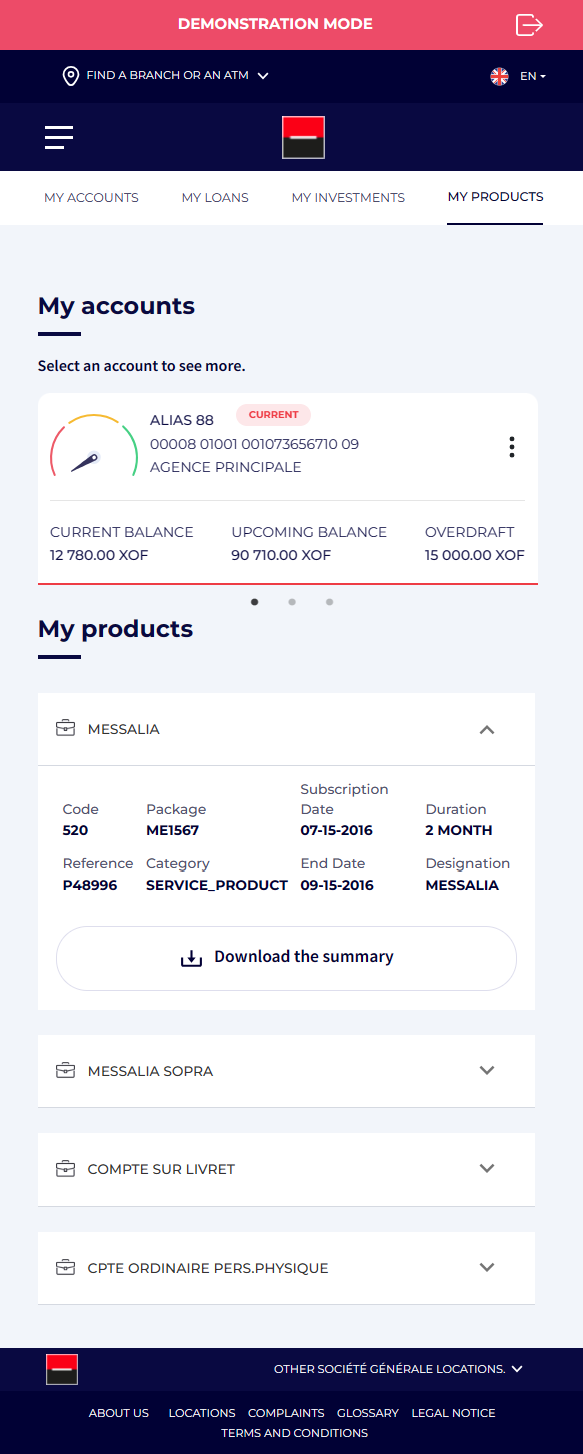 DEMONSTRATION MODE
FIND A BRANCH OR AN ATM
EN
MY ACCOUNTS MY LOANS MY INVESTMENTS MY PRODUCTS
My accounts
Select an account to see more.
ALIAS 88 CURRENT
00008 01001 001073656710 09
AGENCE PRINCIPALE
CURRENT BALANCE UPCOMING BALANCE OVERDRAFT
12 780.00 XOF 90 710.00 XOF 15 000.00 XOF
My products
MESSALIA
Code Package Subscription Date Duration
520 ME1567 07-15-2016 2 MONTH
Reference Category End Date Designation
P48996 SERVICE_PRODUCT 09-15-2016 MESSALIA
Download the summary
MESSALIA SOPRA
COMPTE SUR LIVRET
CPTE ORDINAIRE PERS.PHYSIQUE
OTHER SOCIÉTÉ GÉNÉRALE LOCATIONS.
ABOUT US LOCATIONS COMPLAINTS GLOSSARY LEGAL NOTICE
TERMS AND CONDITIONS